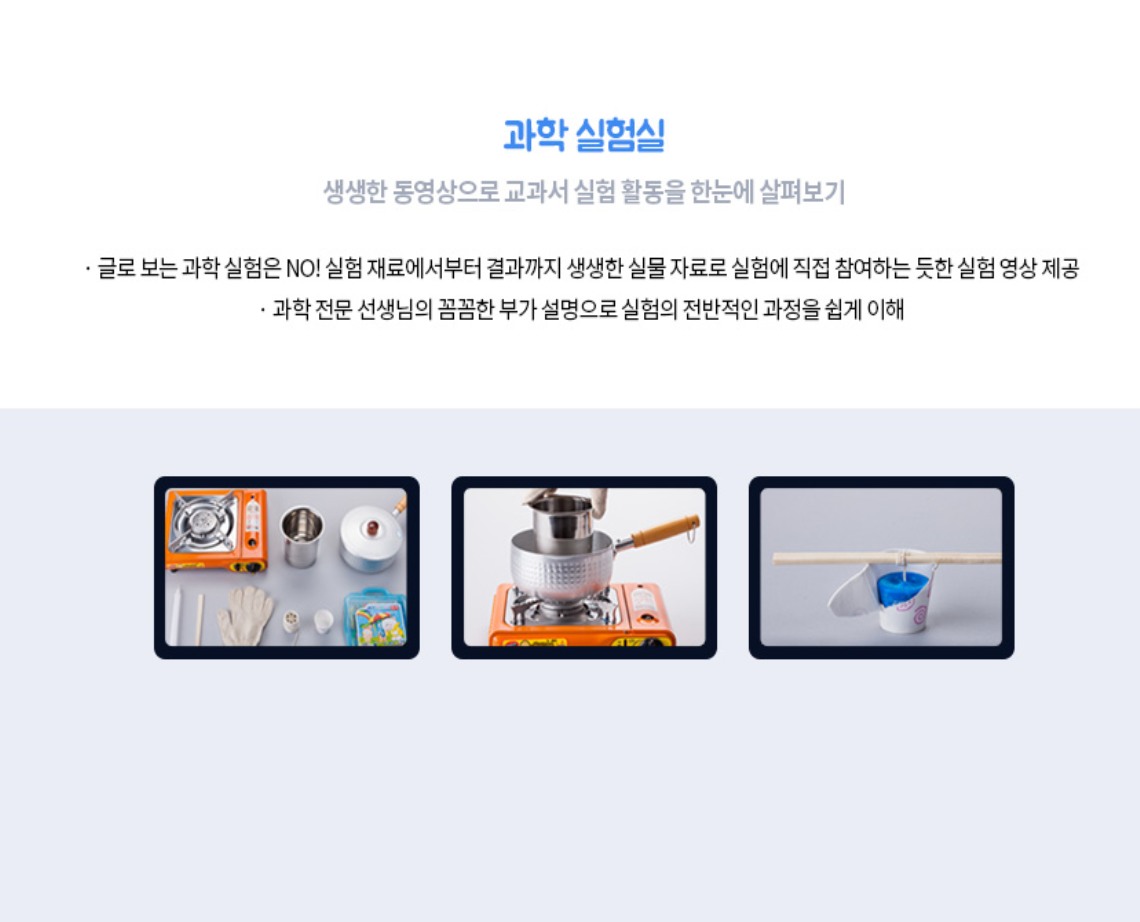 과학 실험실
생생한 동영상으로 교과서 실험 활동을 한눈에 살펴보기
· 글로 보는 과학 실험은 NO! 실험 재료에서부터 결과까지 생생한 실물 자료로 실험에 직접 참여하는 듯한 실험 영상 제공
· 과학 전문 선생님의 꼼꼼한 부가 설명으로 실험의 전반적인 과정을 쉽게 이해